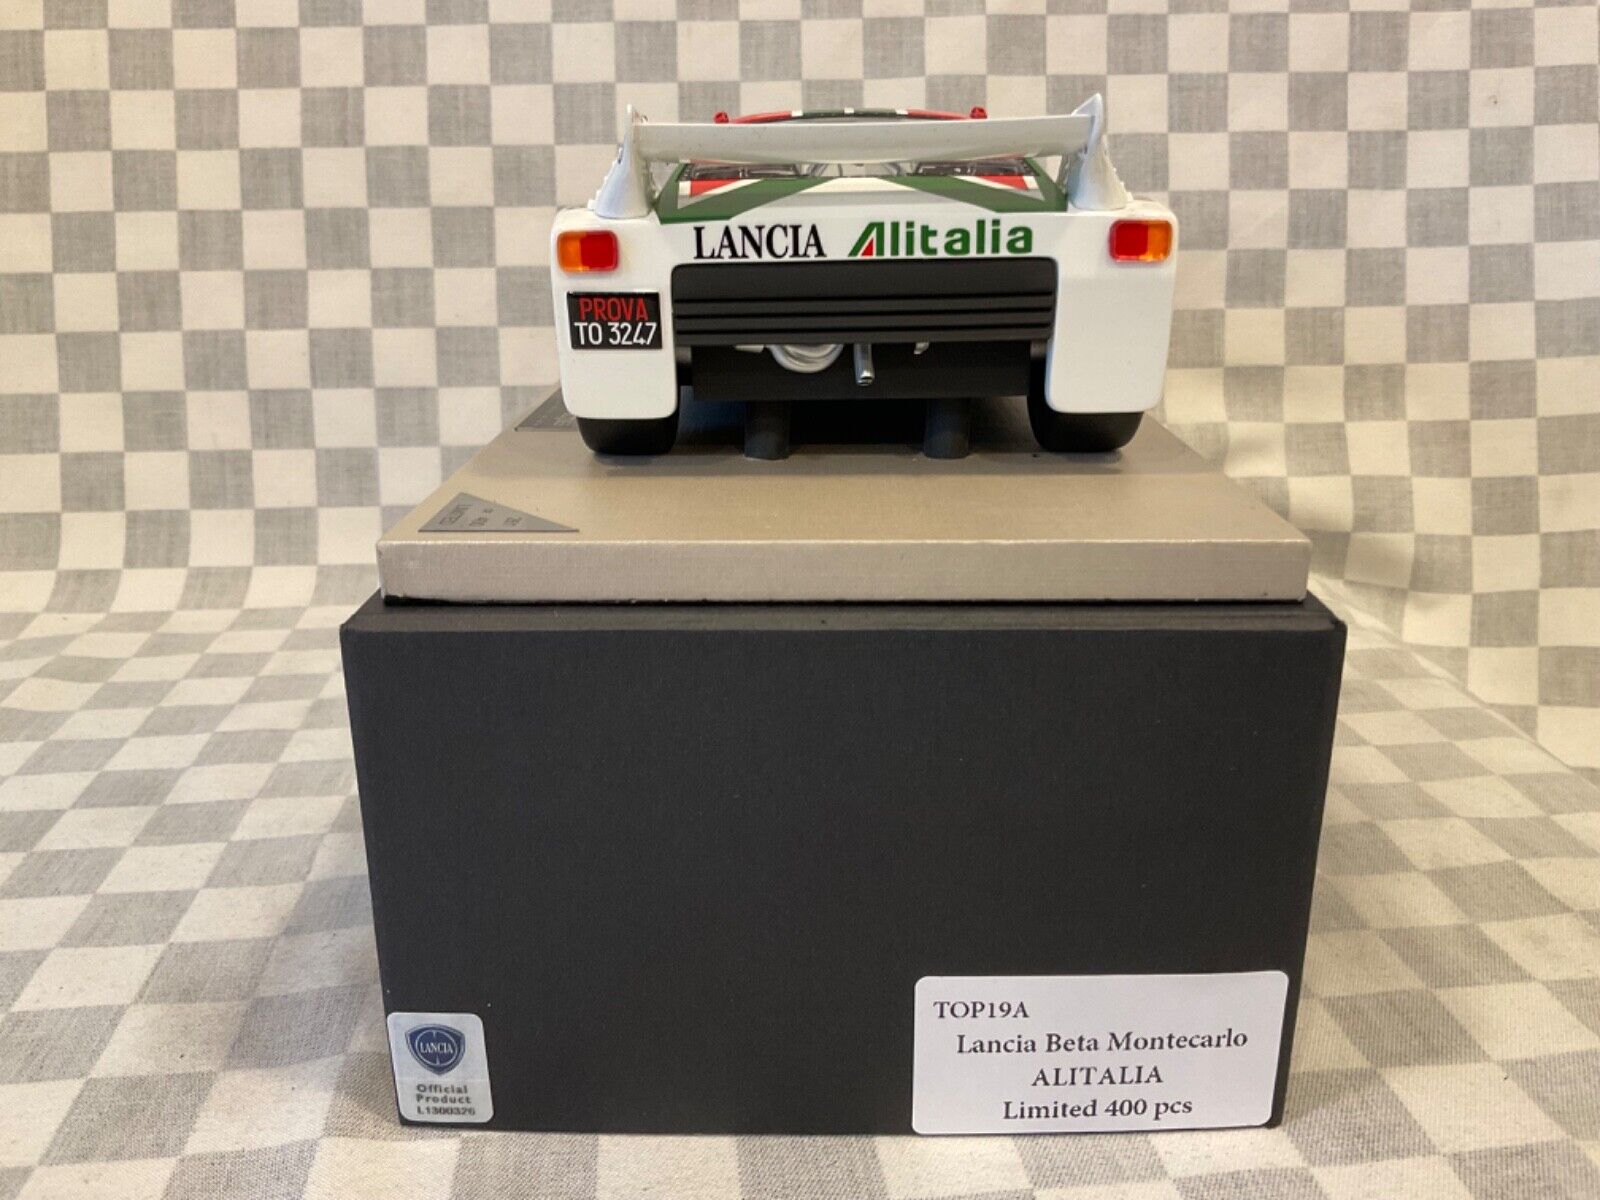 LANCIA Alitalia
PROVA
TO 3247
TOP19A
Lancia Beta Montecarlo
ALITALIA
Limited 400 pcs
LANCIA
Official
Product
L1300326